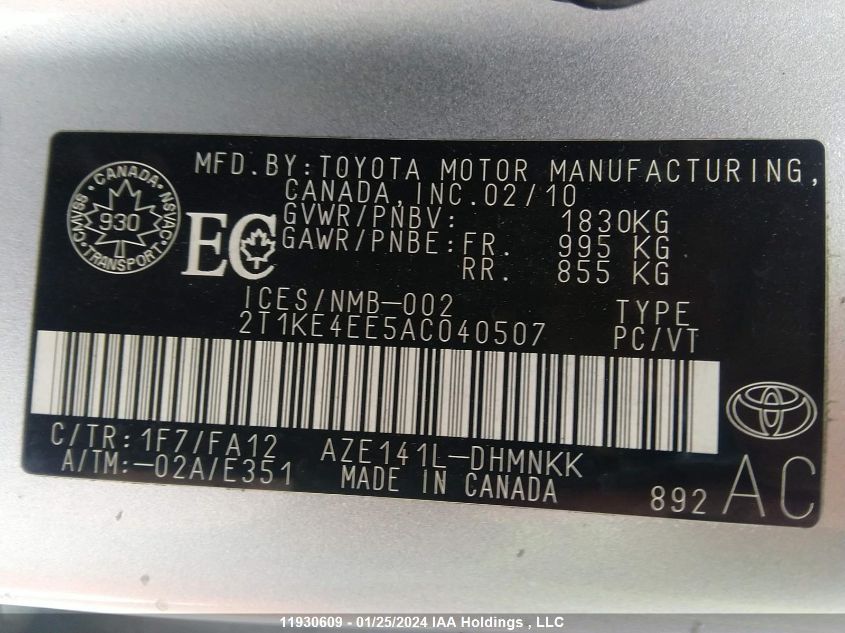 MFD.BY:TOYOTA MOTOR MANUFACTURING,
CANADA,INC.02/10
CANADA
CMVSS
930
NSVAC
TRANSPORT
EC
GVWR/PNBV: 1830KG
GAWR/PNBE:FR. 995 KG
RR. 855 KG
ICES/NMB-002 TYPE
2T1KE4EE5AC040507 PC/VT
C/TR:1F7/FA12 AZE141L-DHMNKK
A/TM:-02A/E351 MADE IN CANADA
892 AC
11930609 - 01/25/2024 IAA Holdings , LLC